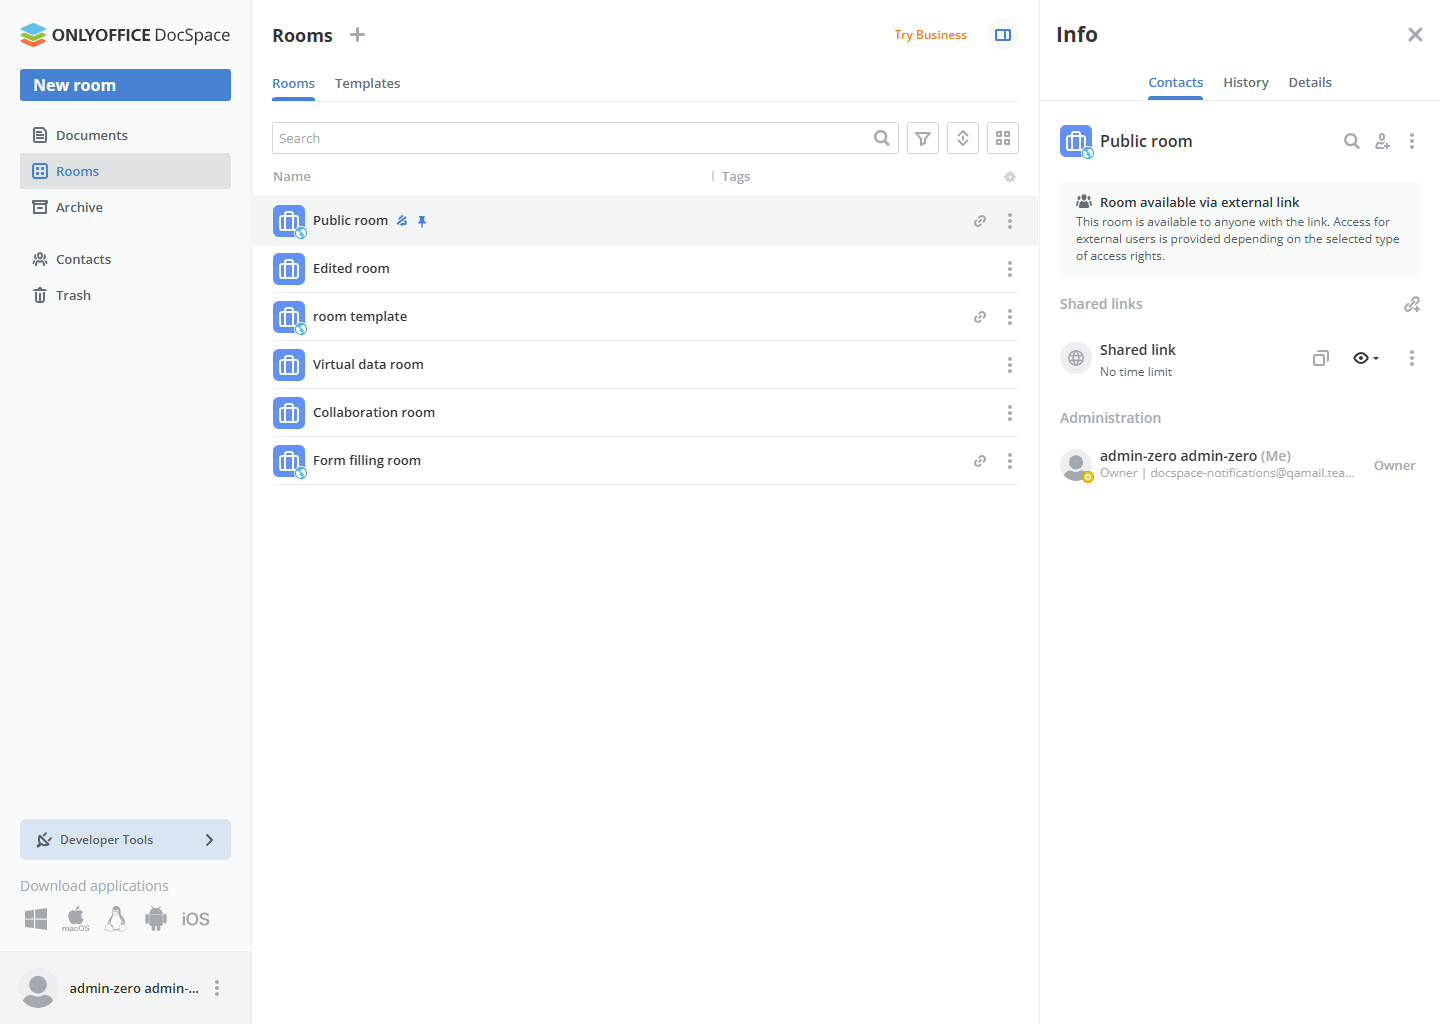 ONLYOFFICE DocSpace
New room
Documents
Rooms
Archive
Contacts
Trash
Developer Tools
Download applications
macOS
iOS
admin-zero admin-...
Rooms
Try Business
Rooms
Templates
Search
Name
Tags
Public room
Edited room
room template
Virtual data room
Collaboration room
Form filling room
Info
Contacts
History
Details
Public room
Room available via external link
This room is available to anyone with the link. Access for
external users is provided depending on the selected type
of access rights.
Shared links
Shared link
No time limit
Administration
admin-zero admin-zero (Me)
Owner | docspace-notifications@qamail.tea...
Owner